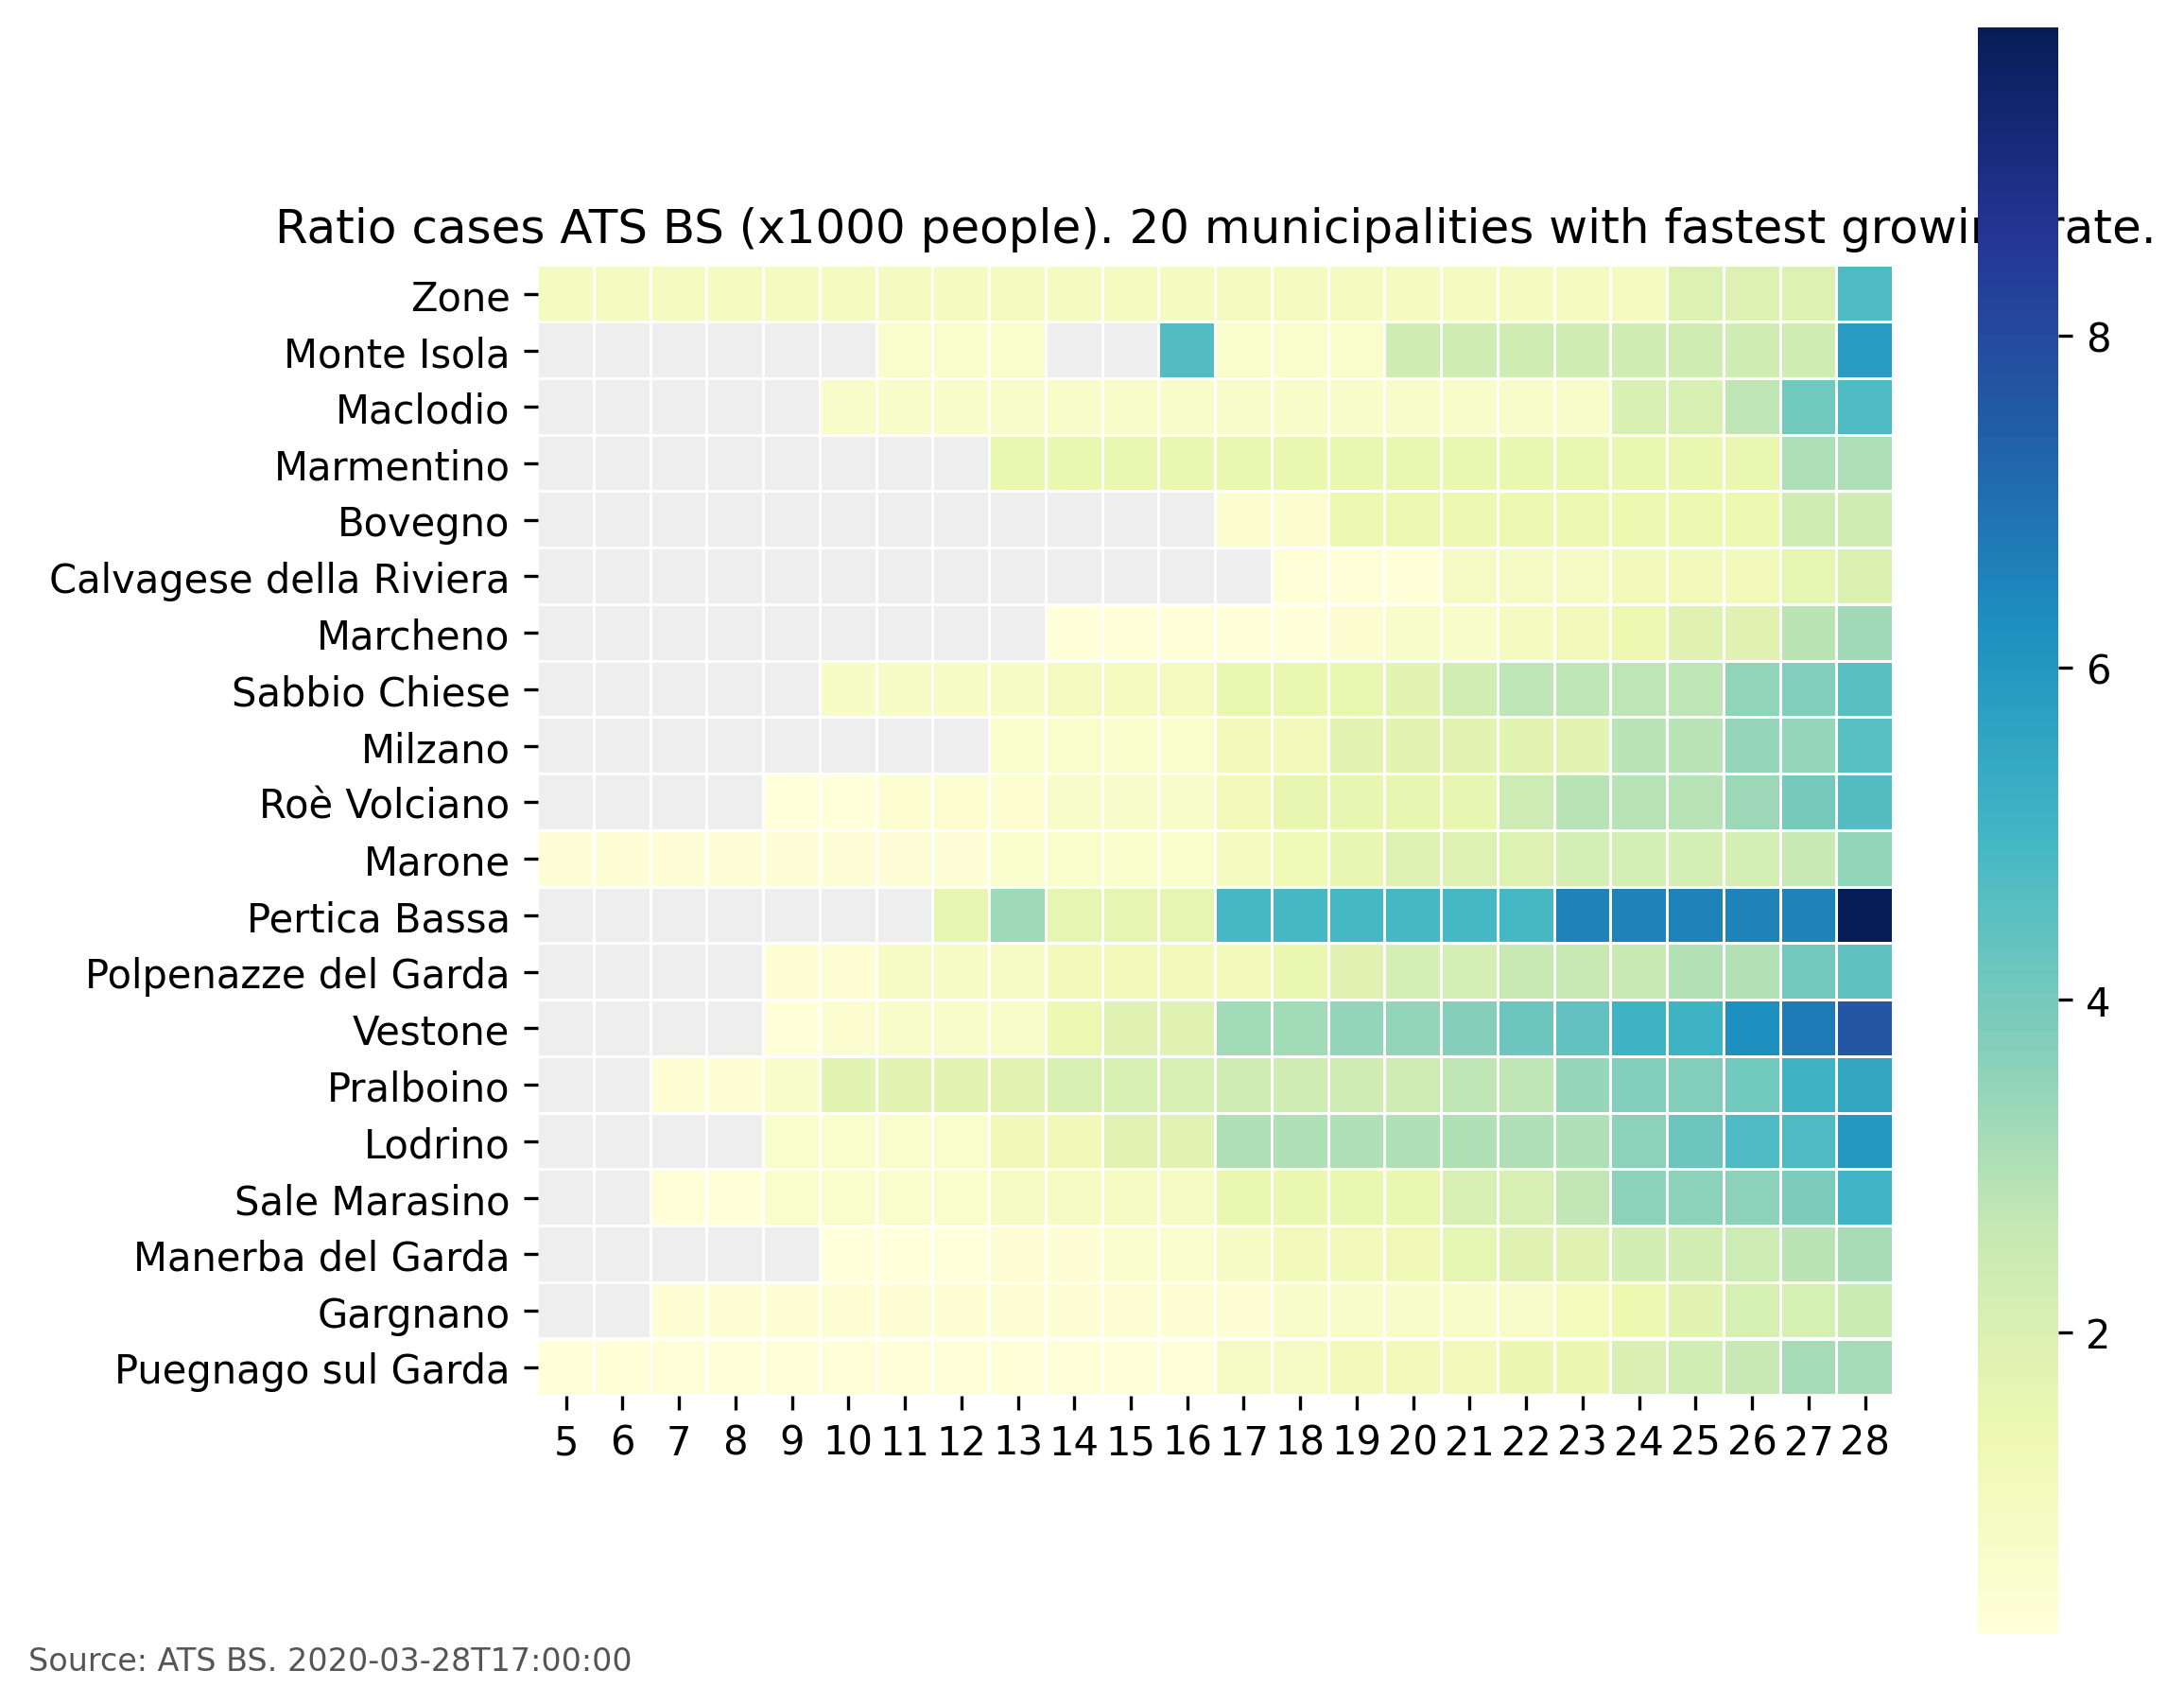 Ratio cases ATS BS (x1000 people). 20 municipalities with fastest growin rate.
Zone
Monte Isola
Maclodio
Marmentino
Bovegno
Calvagese della Riviera
Marcheno
Sabbio Chiese
Milzano
Roè Volciano
Marone
Pertica Bassa
Polpenazze del Garda
Vestone
Pralboino
Lodrino
Sale Marasino
Manerba del Garda
Gargnano
Puegnago sul Garda
5 6 7 8 9 10 11 12 13 14 15 16 17 18 19 20 21 22 23 24 25 26 27 28
8
6
4
2
Source: ATS BS. 2020-03-28T17:00:00